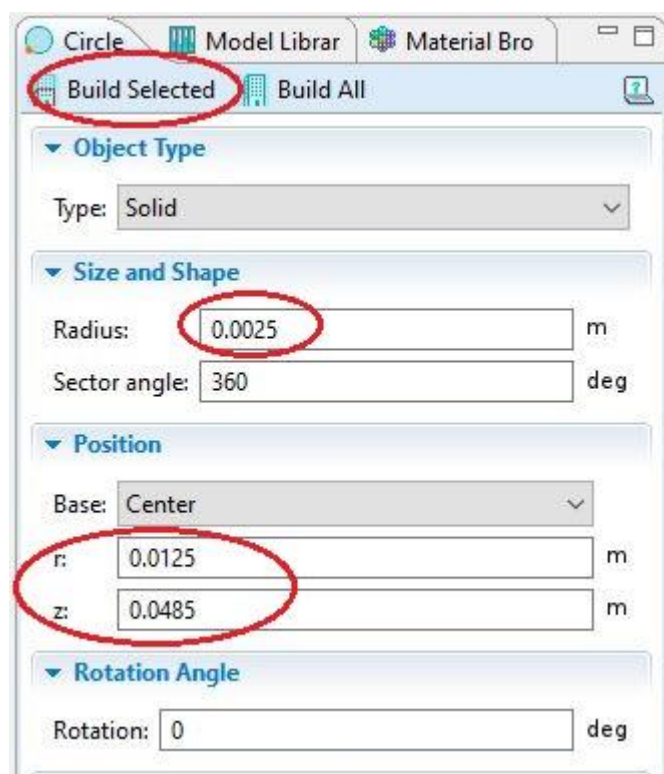 Circle Model Librar Material Bro
Build Selected Build All
Object Type
Type: Solid
Size and Shape
Radius: 0.0025 m
Sector angle: 360 deg
Position
Base: Center
r: 0.0125 m
z: 0.0485 m
Rotation Angle
Rotation: 0 deg